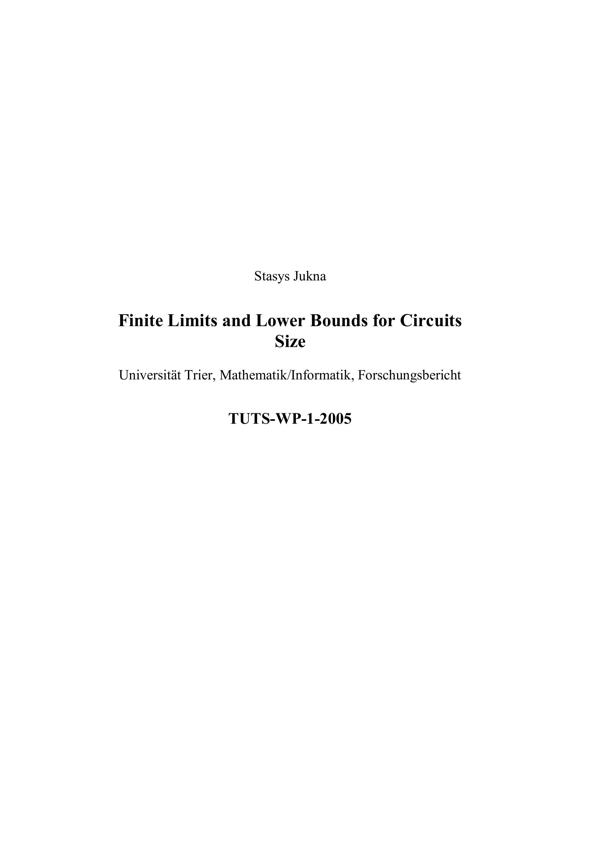 Stasys Jukna
Finite Limits and Lower Bounds for Circuits
Size
Universität Trier, Mathematik/Informatik, Forschungsbericht
TUTS-WP-1-2005